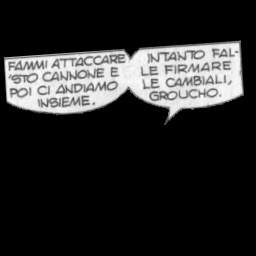 FAMMI ATTACCARE
'STO CANNONE E
POI CI ANDIAMO
INSIEME.
INTANTO FAL-
LE FIRMARE
LE CAMBIALI,
GROUCHO.